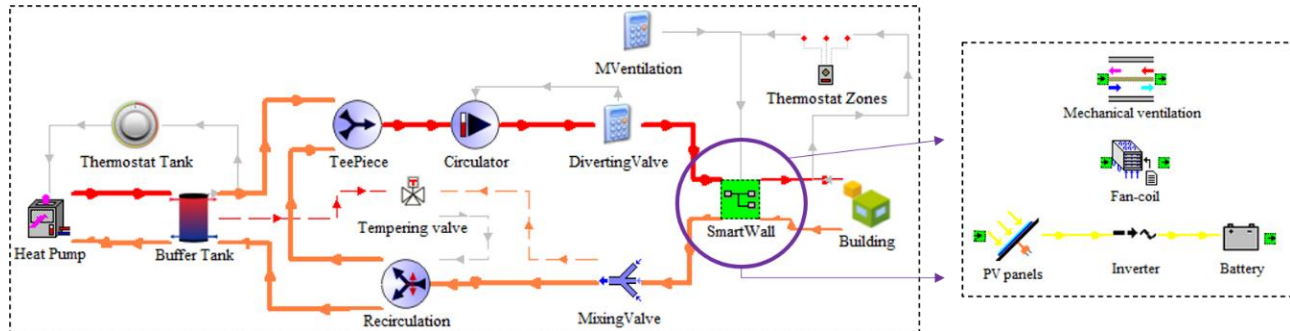 MVentilation
Thermostat Zones
Mechanical ventilation
Thermostat Tank
TeePiece
Circulator
DivertingValve
Fan-coil
Heat Pump
Buffer Tank
Tempering valve
SmartWall
Building
PV panels
Inverter
Battery
Recirculation
MixingValve